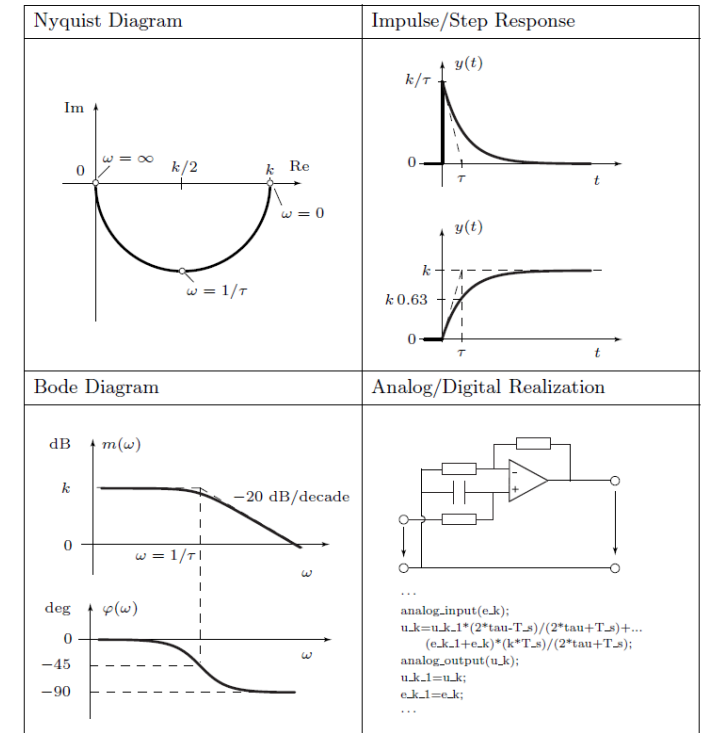 Nyquist Diagram
Im
0
ω = ∞
k/2
k
Re
ω = 0
ω = 1/τ
Impulse/Step Response
y(t)
k/τ
0
τ
t
y(t)
k
k 0.63
0
τ
t
Bode Diagram
dB
m(ω)
k
−20 dB/decade
0
ω = 1/τ
ω
deg
φ(ω)
0
ω
−45
−90
Analog/Digital Realization
-
+
...
analog_input(e_k);
u_k=u_k_1*(2*tau-T_s)/(2*tau+T_s)+...
(e_k_1+e_k)*(k*T_s)/(2*tau+T_s);
analog_output(u_k);
u_k_1=u_k;
e_k_1=e_k;
...